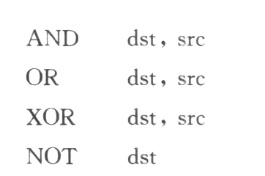 AND dst, src
OR dst, src
XOR dst, src
NOT dst